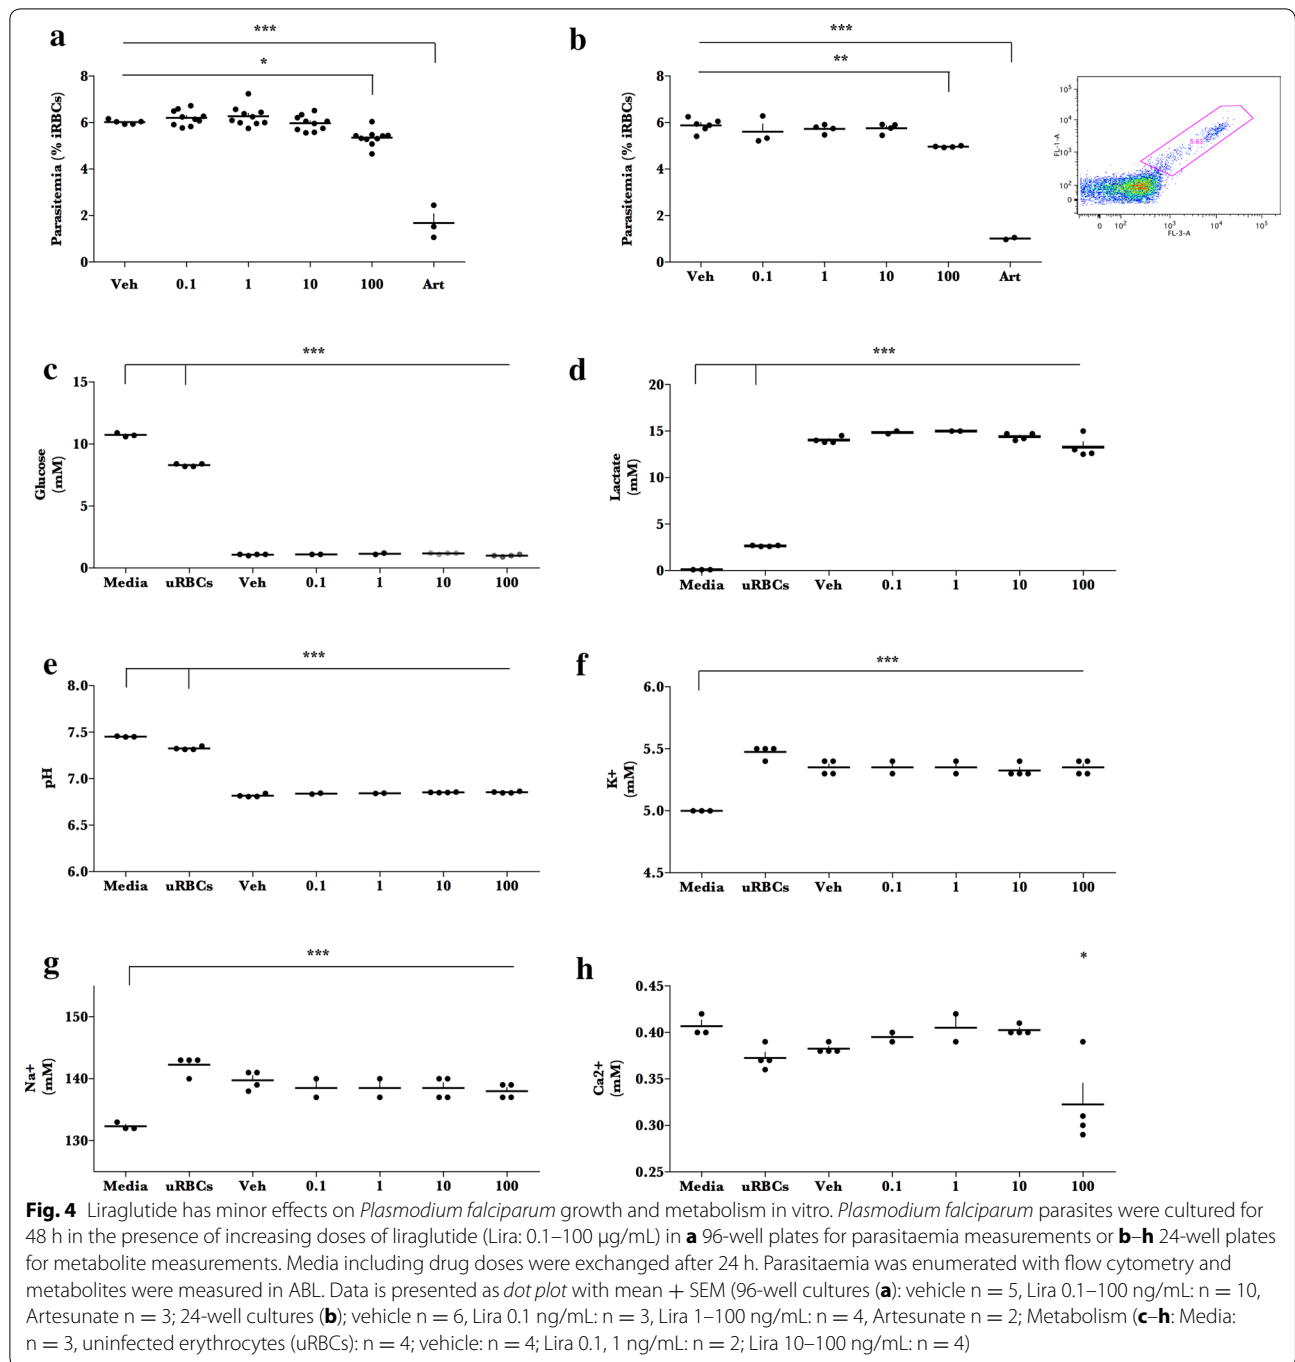 a
***
*
Parasitemia (% iRBCs)
8
6
4
2
0
Veh 0.1 1 10 100 Art
b
***
**
Parasitemia (% iRBCs)
8
6
4
2
0
Veh 0.1 1 10 100 Art
FL-1-A
10⁵
10⁴
10³
10²
0
5.63
0 10² 10³ 10⁴ 10⁵
FL-3-A
c
***
Glucose
(mM)
15
10
5
0
Media uRBCs Veh 0.1 1 10 100
d
***
Lactate
(mM)
20
15
10
5
0
Media uRBCs Veh 0.1 1 10 100
e
***
pH
8.0
7.5
7.0
6.5
6.0
Media uRBCs Veh 0.1 1 10 100
f
***
K+
(mM)
6.0
5.5
5.0
4.5
Media uRBCs Veh 0.1 1 10 100
g
***
Na+
(mM)
150
140
130
Media uRBCs Veh 0.1 1 10 100
h
*
Ca2+
(mM)
0.45
0.40
0.35
0.30
0.25
Media uRBCs Veh 0.1 1 10 100
Fig. 4 Liraglutide has minor effects on Plasmodium falciparum growth and metabolism in vitro. Plasmodium falciparum parasites were cultured for
48 h in the presence of increasing doses of liraglutide (Lira: 0.1–100 µg/mL) in a 96-well plates for parasitaemia measurements or b–h 24-well plates
for metabolite measurements. Media including drug doses were exchanged after 24 h. Parasitaemia was enumerated with flow cytometry and
metabolites were measured in ABL. Data is presented as dot plot with mean + SEM (96-well cultures (a): vehicle n = 5, Lira 0.1–100 ng/mL: n = 10,
Artesunate n = 3; 24-well cultures (b); vehicle n = 6, Lira 0.1 ng/mL: n = 3, Lira 1–100 ng/mL: n = 4, Artesunate n = 2; Metabolism (c–h: Media:
n = 3, uninfected erythrocytes (uRBCs): n = 4; vehicle: n = 4; Lira 0.1, 1 ng/mL: n = 2; Lira 10–100 ng/mL: n = 4)